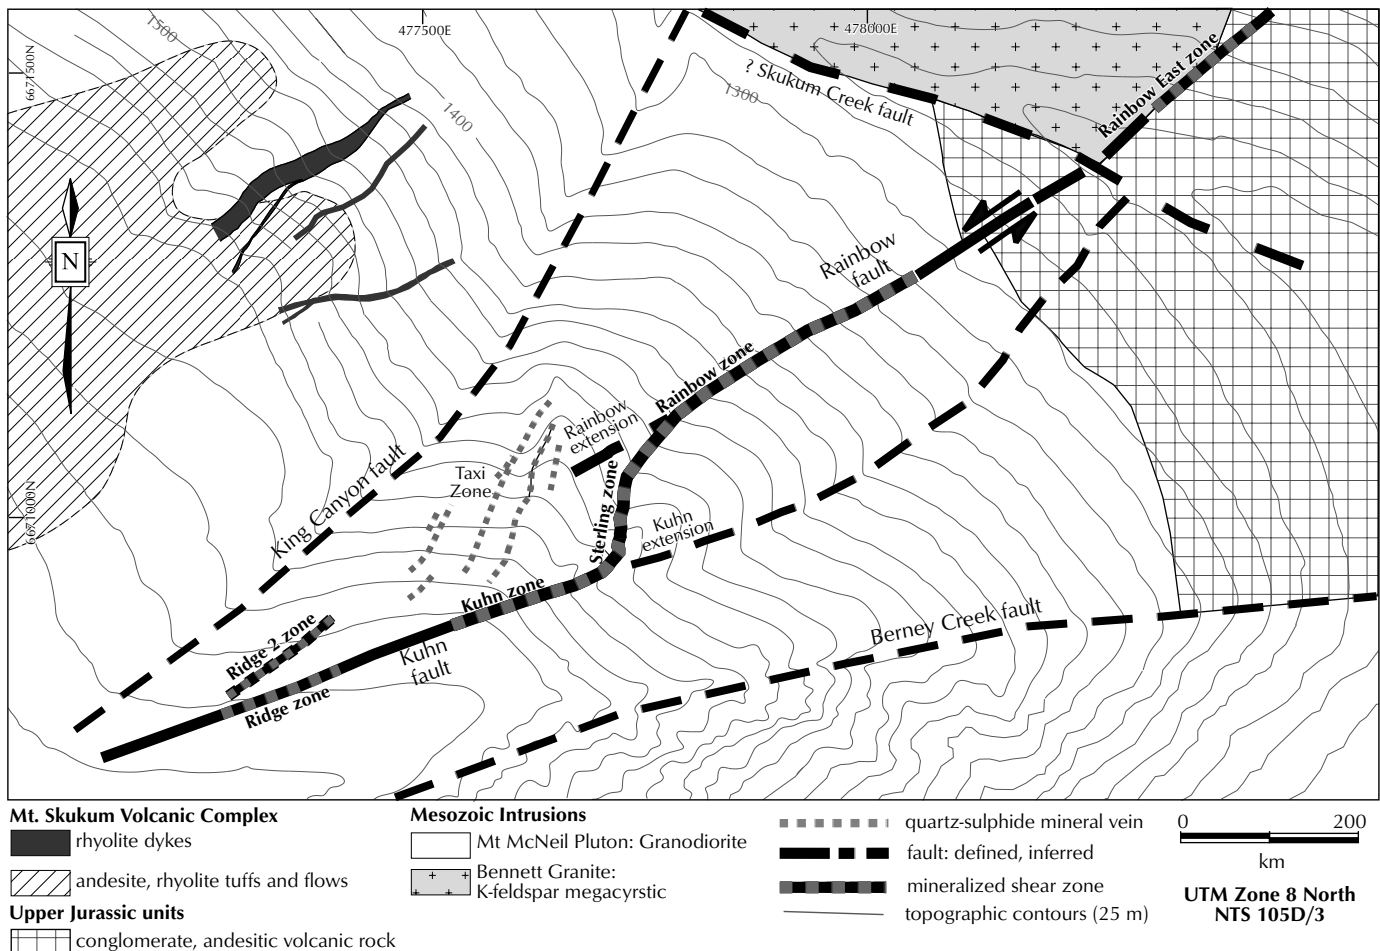 1500
477500E
478000E
6671500N
1400
1300
? Skukum Creek fault
Rainbow East zone
N
Rainbow
fault
Rainbow zone
Rainbow
extension
King Canyon fault
Taxi
Zone
Sterling zone
6671000N
Kuhn
extension
Kuhn zone
Ridge 2 zone
Kuhn
fault
Ridge zone
Berney Creek fault
Mt. Skukum Volcanic Complex
rhyolite dykes
andesite, rhyolite tuffs and flows
Upper Jurassic units
conglomerate, andesitic volcanic rock
Mesozoic Intrusions
Mt McNeil Pluton: Granodiorite
Bennett Granite:
K-feldspar megacyrstic
quartz-sulphide mineral vein
fault: defined, inferred
mineralized shear zone
topographic contours (25 m)
0 200
km
UTM Zone 8 North
NTS 105D/3